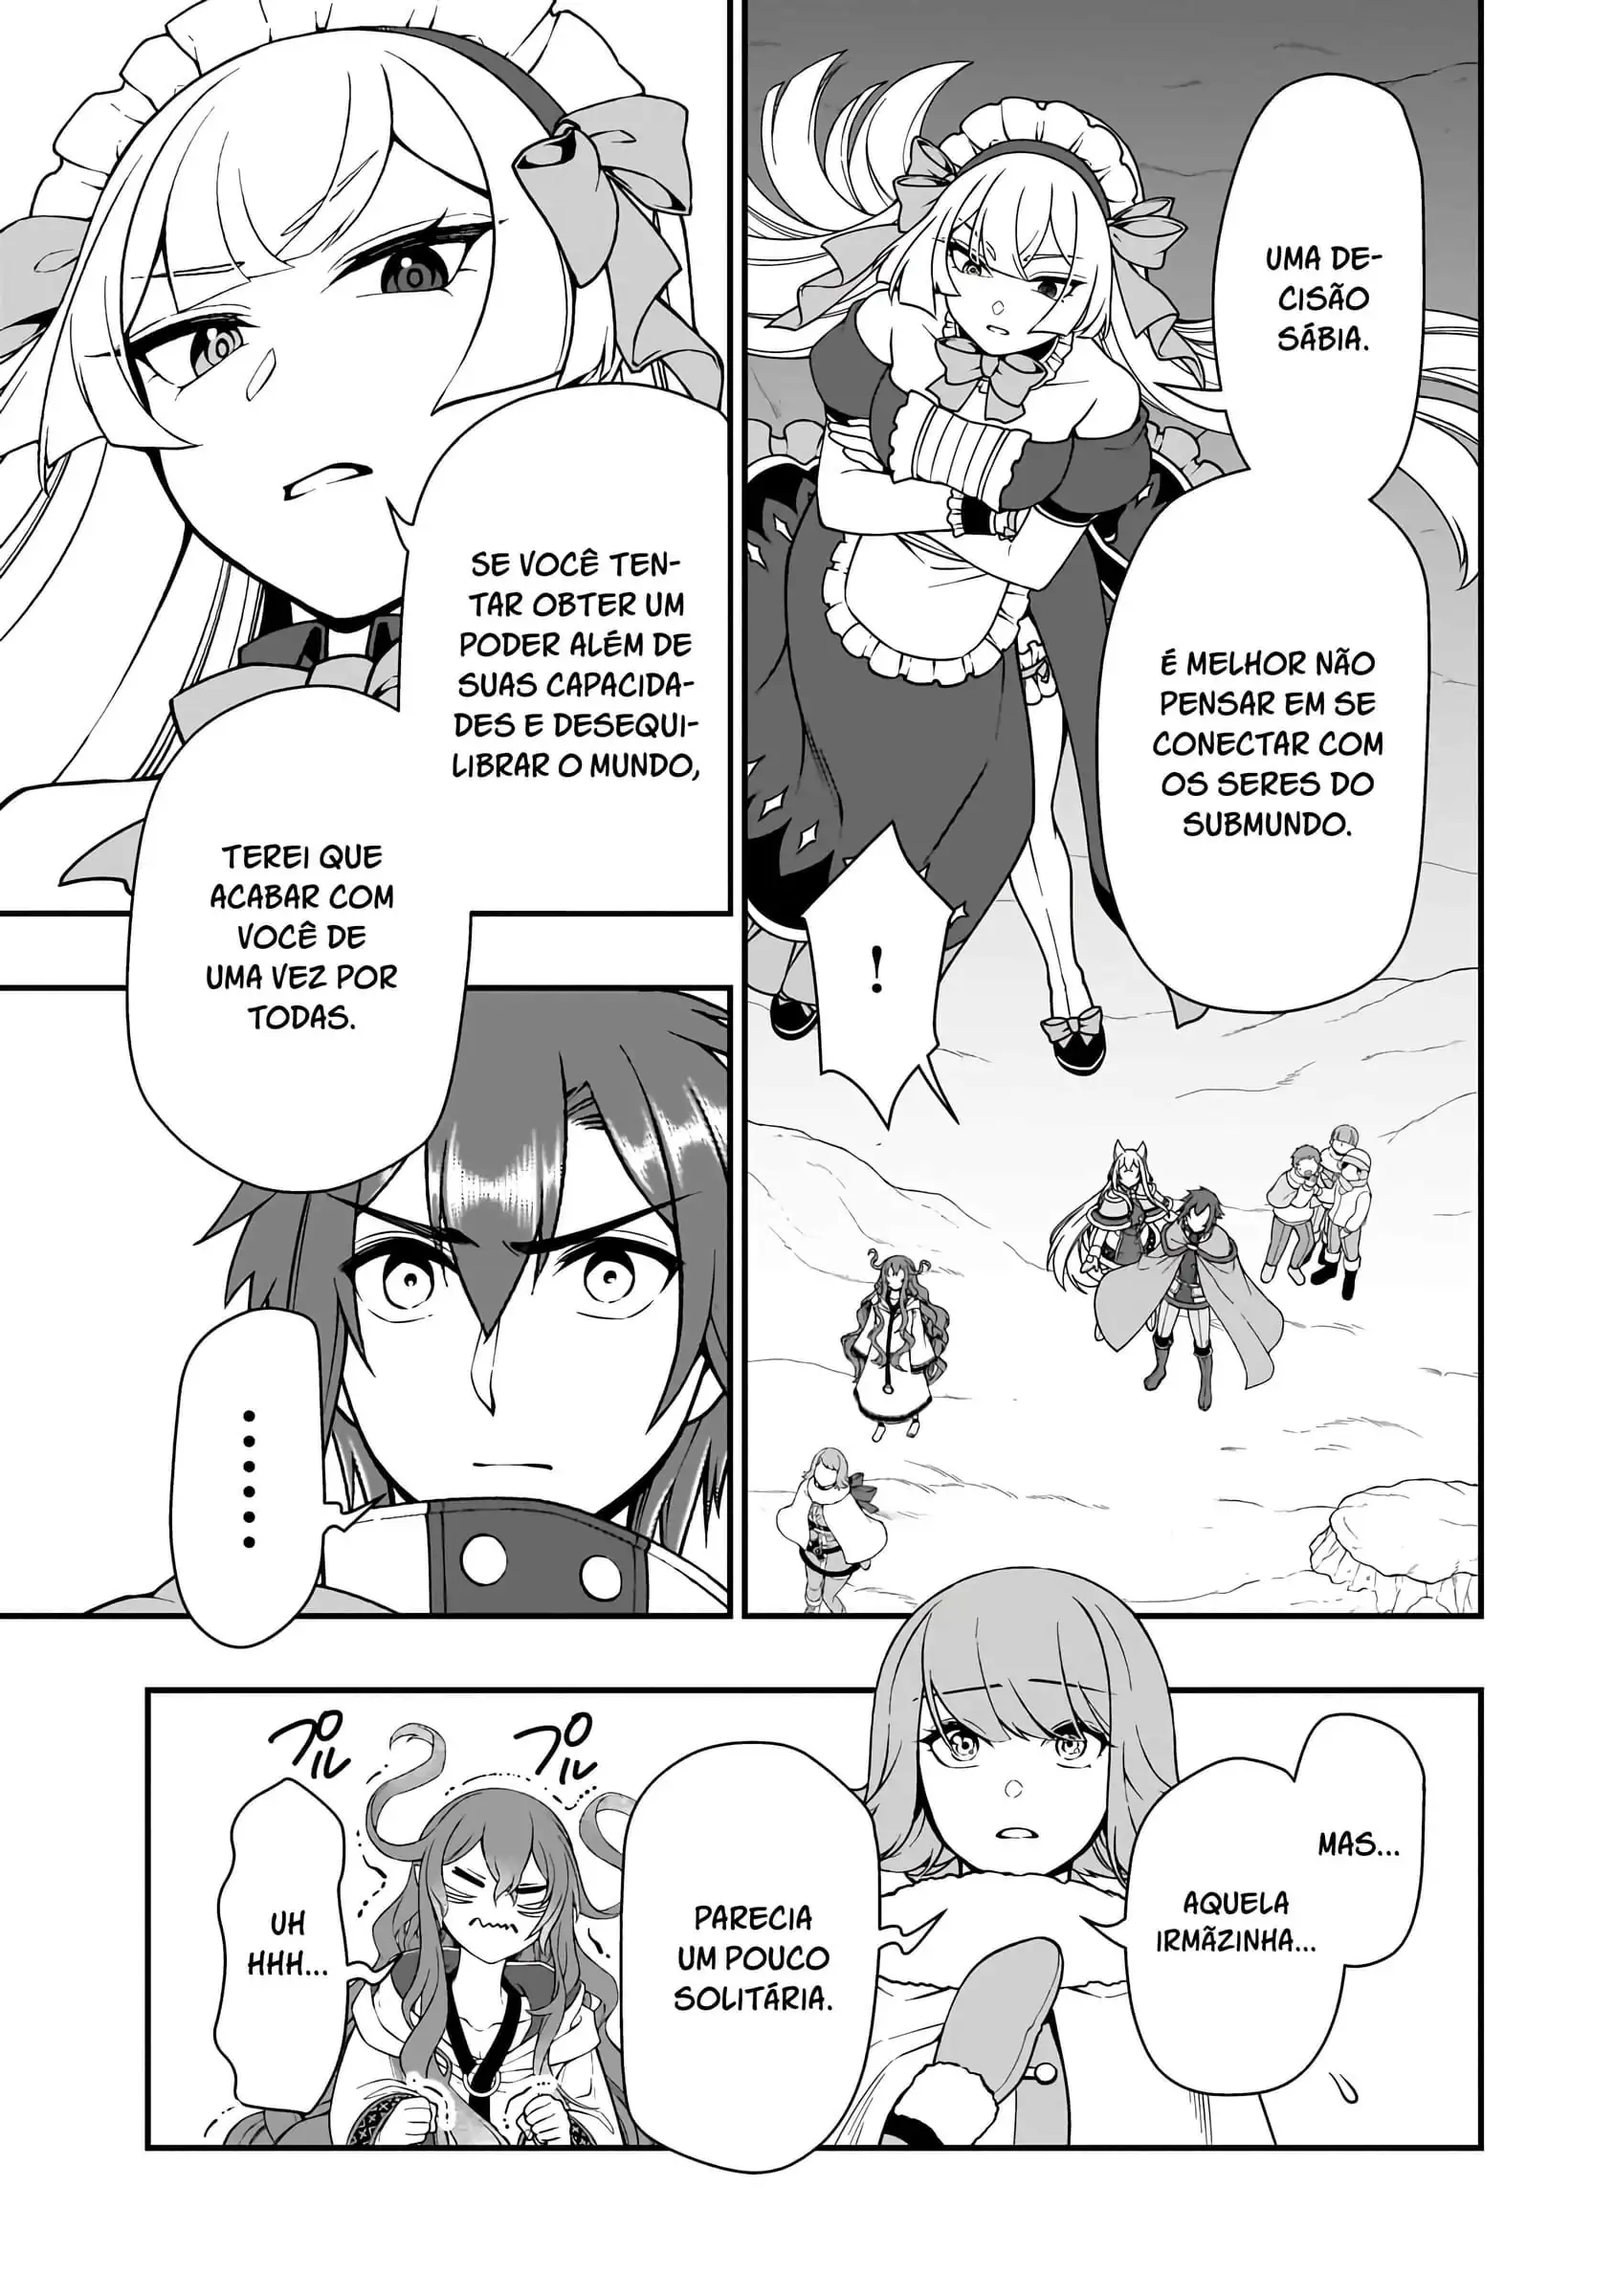 UMA DE-
CISÃO
SÁBIA.
É MELHOR NÃO
PENSAR EM SE
CONECTAR COM
OS SERES DO
SUBMUNDO.
!
SE VOCÊ TEN-
TAR OBTER UM
PODER ALÉM DE
SUAS CAPACIDA-
DES E DESEQUI-
LIBRAR O MUNDO,
TEREI QUE
ACABAR COM
VOCÊ DE
UMA VEZ POR
TODAS.
......
MAS...
AQUELA
IRMÃZINHA...
PARECIA
UM POUCO
SOLITÁRIA.
プル
プル
UH
HHH...